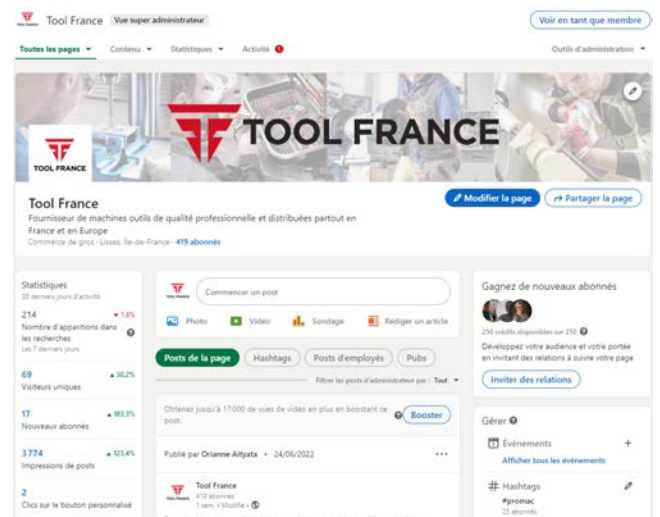 Tool France Vue super administrateur
Voir en tant que membre
Toutes les pages Contenu Statistiques Activité
Outils d'administration
TOOL FRANCE
TOOL FRANCE
Tool France
Modifier la page
Partager la page
Fournisseur de machines outils de qualité professionnelle et distribuées partout en
France et en Europe
Commerce de gros · Lisses, Île-de-France · 419 abonnés
Statistiques
30 derniers jours d'activité
214 1,8%
Nombre d'apparitions dans
les recherches
Les 7 derniers jours
69 30,2%
Visiteurs uniques
17 183,3%
Nouveaux abonnés
3 774 123,4%
Impressions de posts
2
Clics sur le bouton personnalisé
Commencer un post
Photo Vidéo Sondage Rédiger un article
Posts de la page Hashtags Posts d'employés Pubs
Filtrer les posts d'administrateur par : Tout
Obtenez jusqu'à 17 000 de vues de vidéo en plus en boostant ce
post.
Booster
Publié par Orianne Altyata • 24/06/2022
Tool France
418 abonnés
1 sem. • Modifié •
Gagnez de nouveaux abonnés
250 crédits disponibles sur 250
Développez votre audience et votre portée
en invitant des relations à suivre votre page
Inviter des relations
Gérer
Événements +
Afficher tous les événements
# Hashtags
#promac
25 abonnés